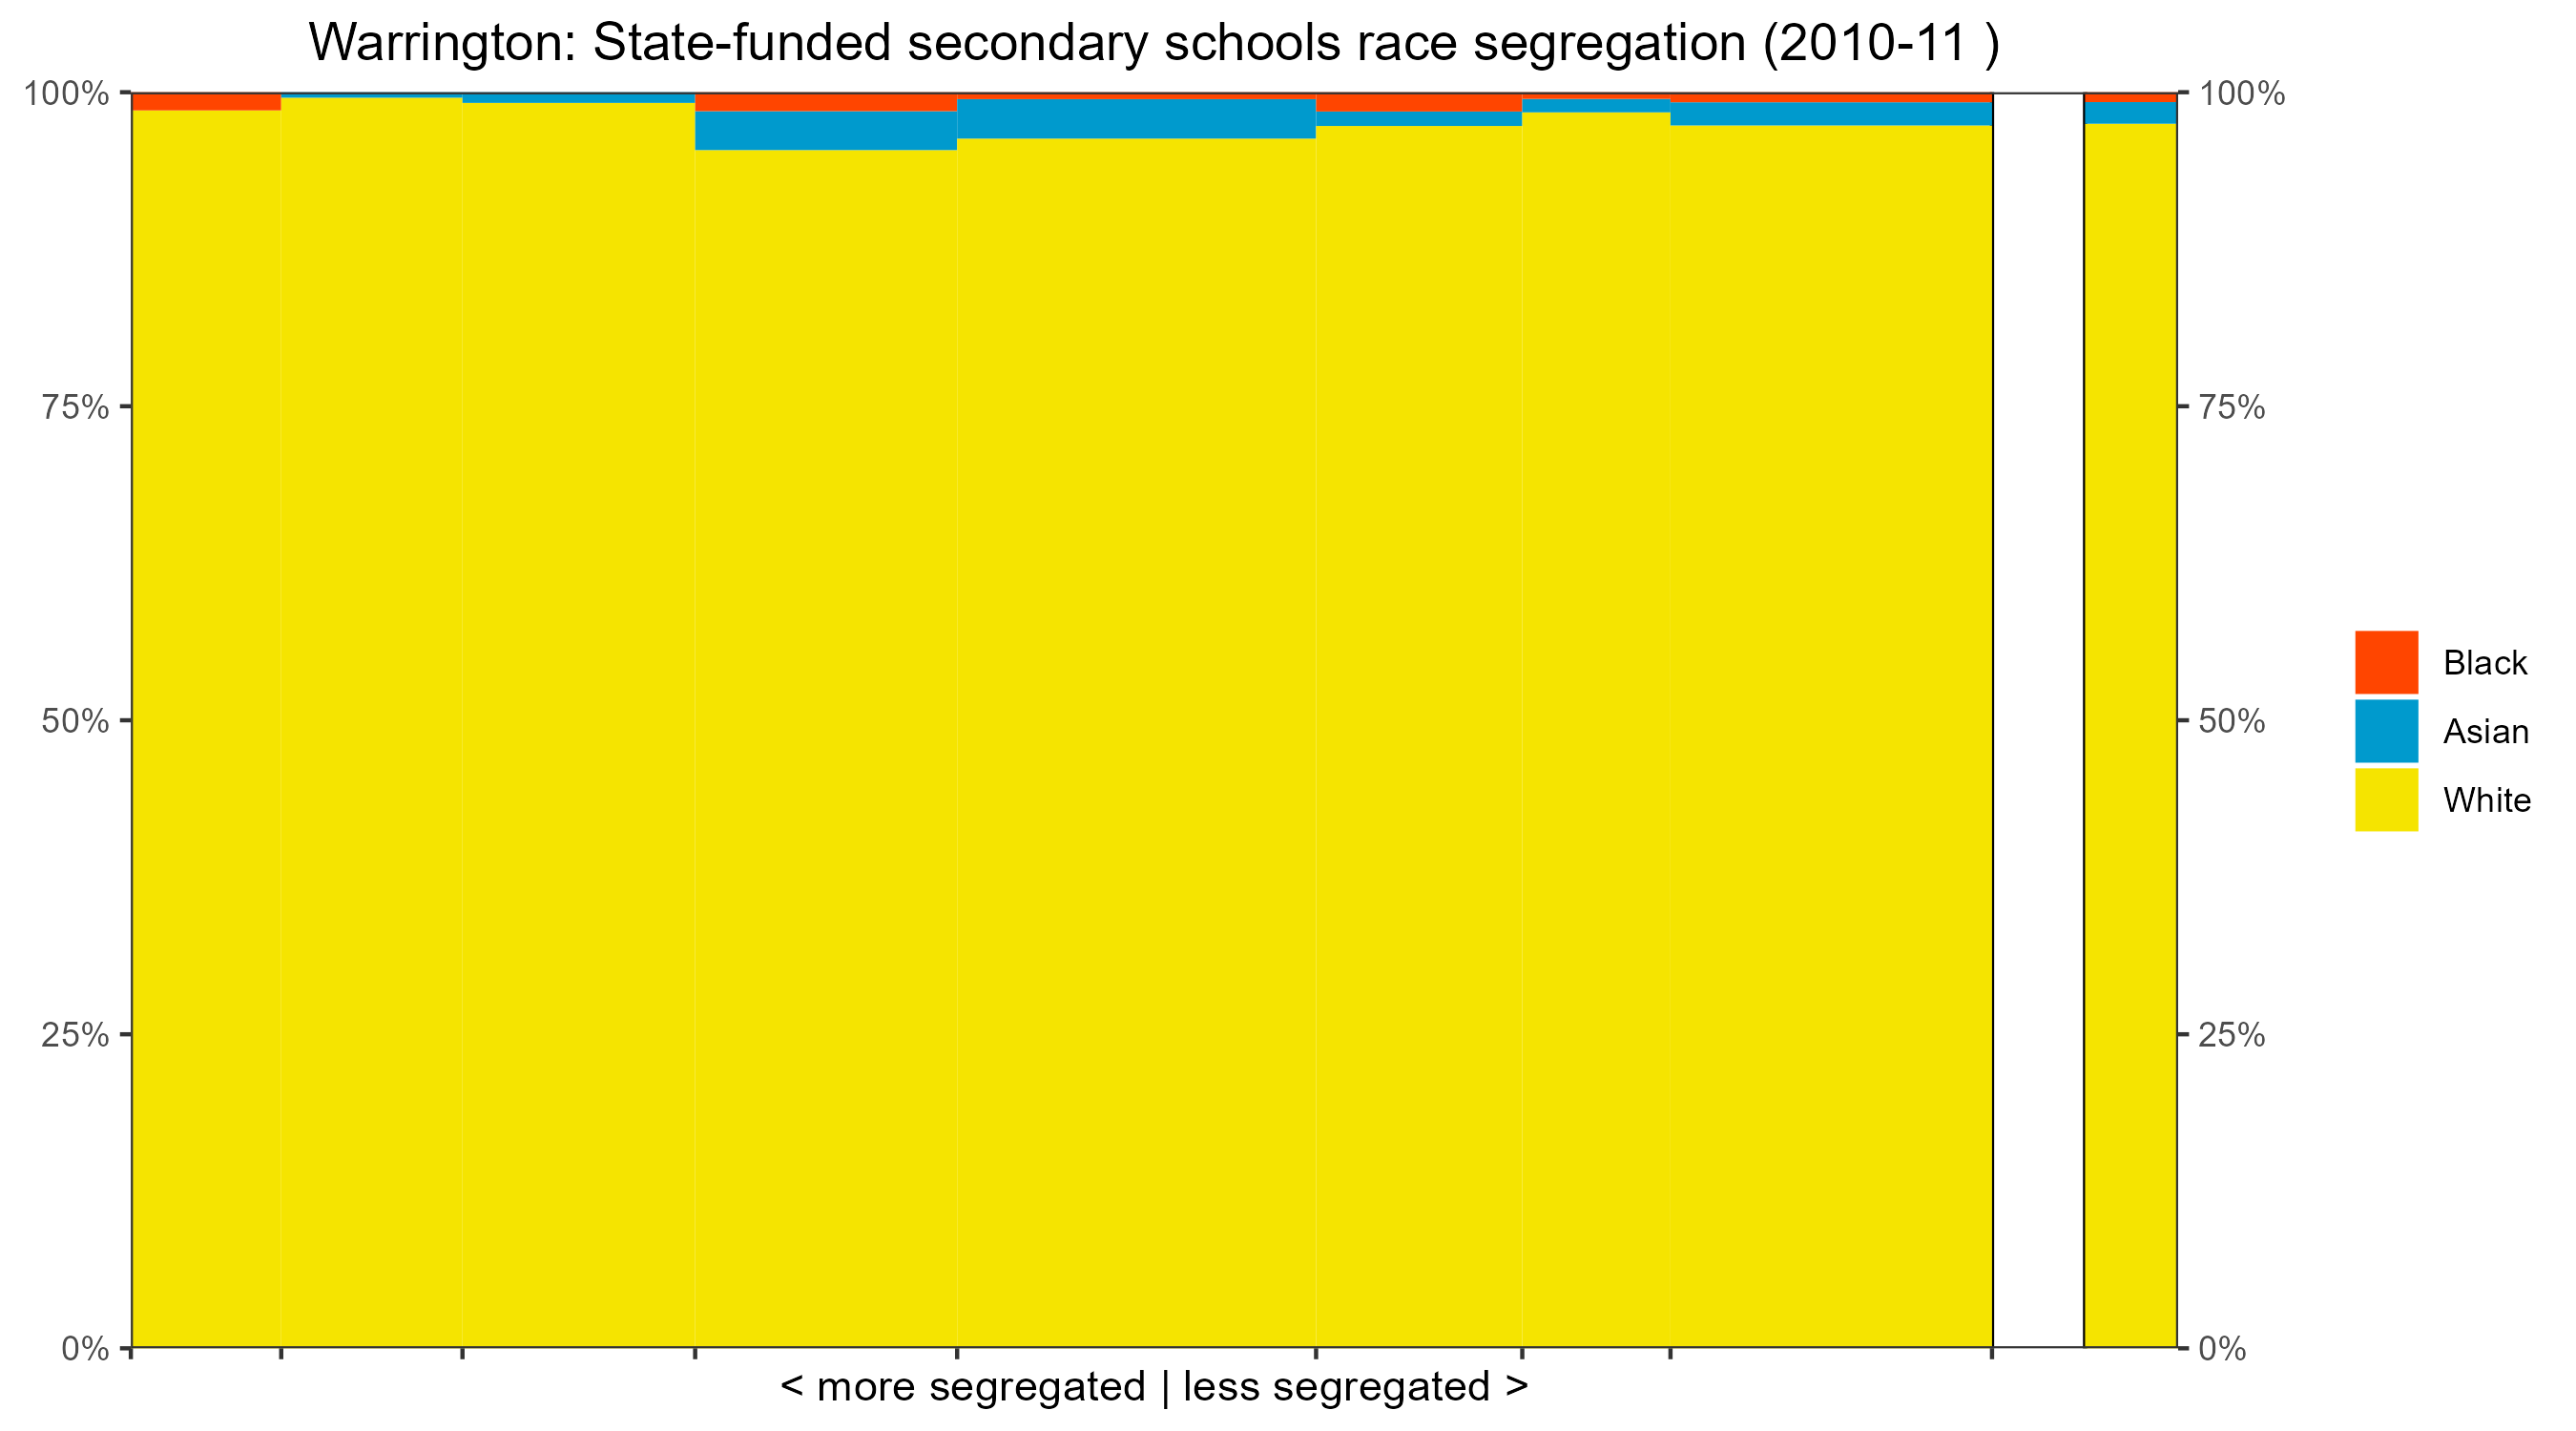 Warrington: State-funded secondary schools race segregation (2010-11 )
100%
75%
50%
25%
0%
100%
75%
50%
25%
0%
Black
Asian
White
< more segregated | less segregated >